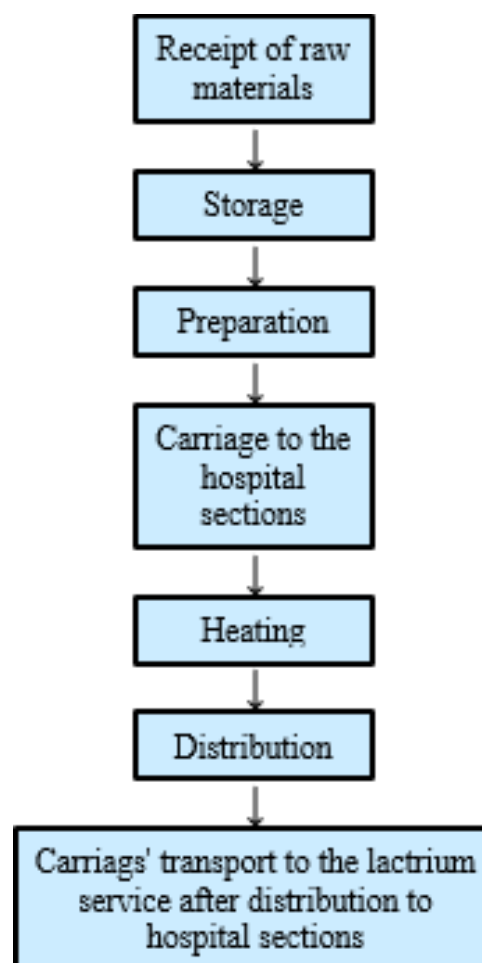 Receipt of raw
materials
Storage
Preparation
Carriage to the
hospital
sections
Heating
Distribution
Carriags' transport to the lactrium
service after distribution to
hospital sections